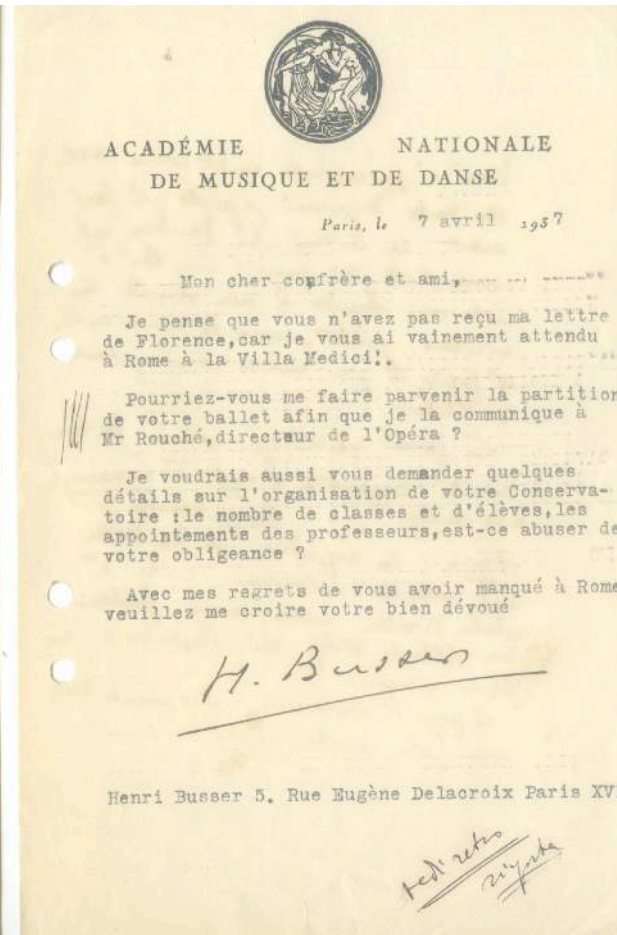 ACADÉMIE NATIONALE
DE MUSIQUE ET DE DANSE
Paris, le 7 avril 1937
Mon cher confrère et ami,
Je pense que vous n'avez pas reçu ma lettre
de Florence,car je vous ai vainement attendu
à Rome à la Villa Medici!.
Pourriez-vous me faire parvenir la partition
de votre ballet afin que je la communique à
Mr Rouché,directeur de l'Opéra ?
Je voudrais aussi vous demander quelques
détails sur l'organisation de votre Conserva-
toire :le nombre de classes et d'élèves,les
appointements des professeurs,est-ce abuser de
votre obligeance ?
Avec mes regrets de vous avoir manqué à Rome
veuillez me croire votre bien dévoué
H. Busser
Henri Busser 5. Rue Eugène Delacroix Paris XVI
vedi retro